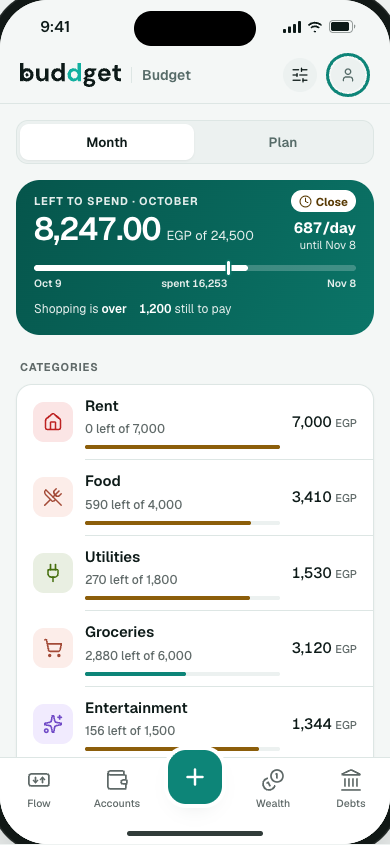 9:41
buddget
Budget
Month
Plan
LEFT TO SPEND · OCTOBER
Close
8,247.00 EGP of 24,500
687/day
until Nov 8
Oct 9
spent 16,253
Nov 8
Shopping is over 1,200 still to pay
CATEGORIES
Rent
0 left of 7,000
7,000 EGP
Food
590 left of 4,000
3,410 EGP
Utilities
270 left of 1,800
1,530 EGP
Groceries
2,880 left of 6,000
3,120 EGP
Entertainment
156 left of 1,500
1,344 EGP
Flow
Accounts
Wealth
Debts